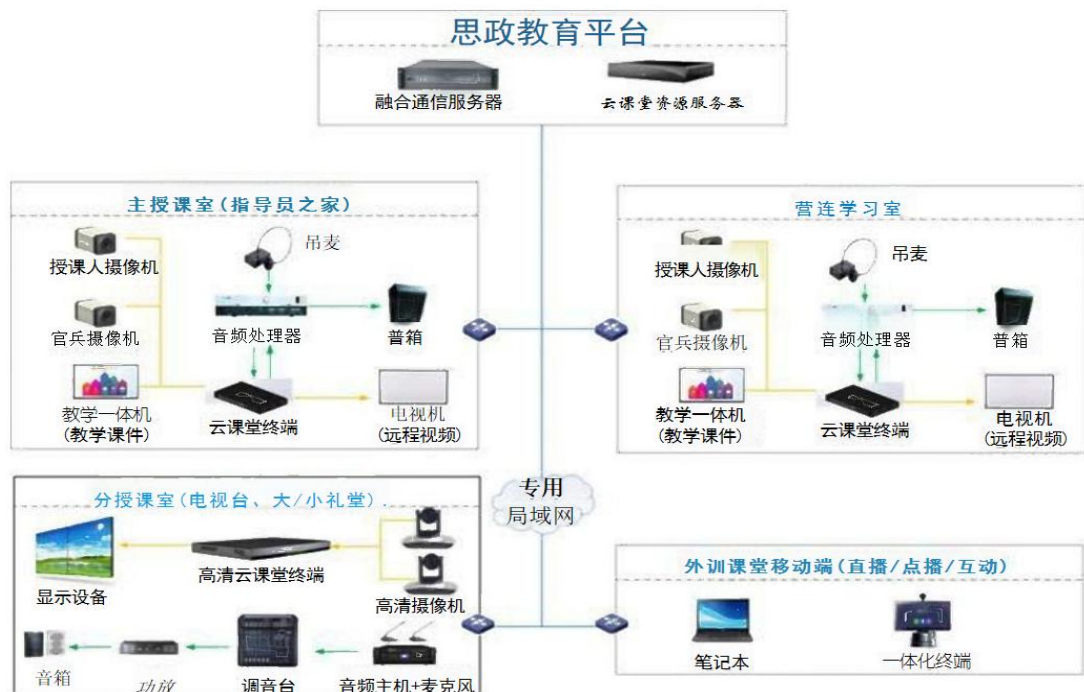 思政教育平台
融合通信服务器
云课堂资源服务器
主授课室(指导员之家)
吊麦
授课人摄像机
官兵摄像机
音频处理器
普箱
教学一体机
(教学课件)
云课堂终端
电视机
(远程视频)
营连学习室
吊麦
授课人摄像机
官兵摄像机
音频处理器
普箱
教学一体机
(教学课件)
云课堂终端
电视机
(远程视频)
专用
局域网
分授课室(电视台、大/小礼堂).
显示设备
高清云课堂终端
高清摄像机
音箱
功放
调音台
音频主机+麦克风
外训课堂移动端(直播/点播/互动)
笔记本
一体化终端